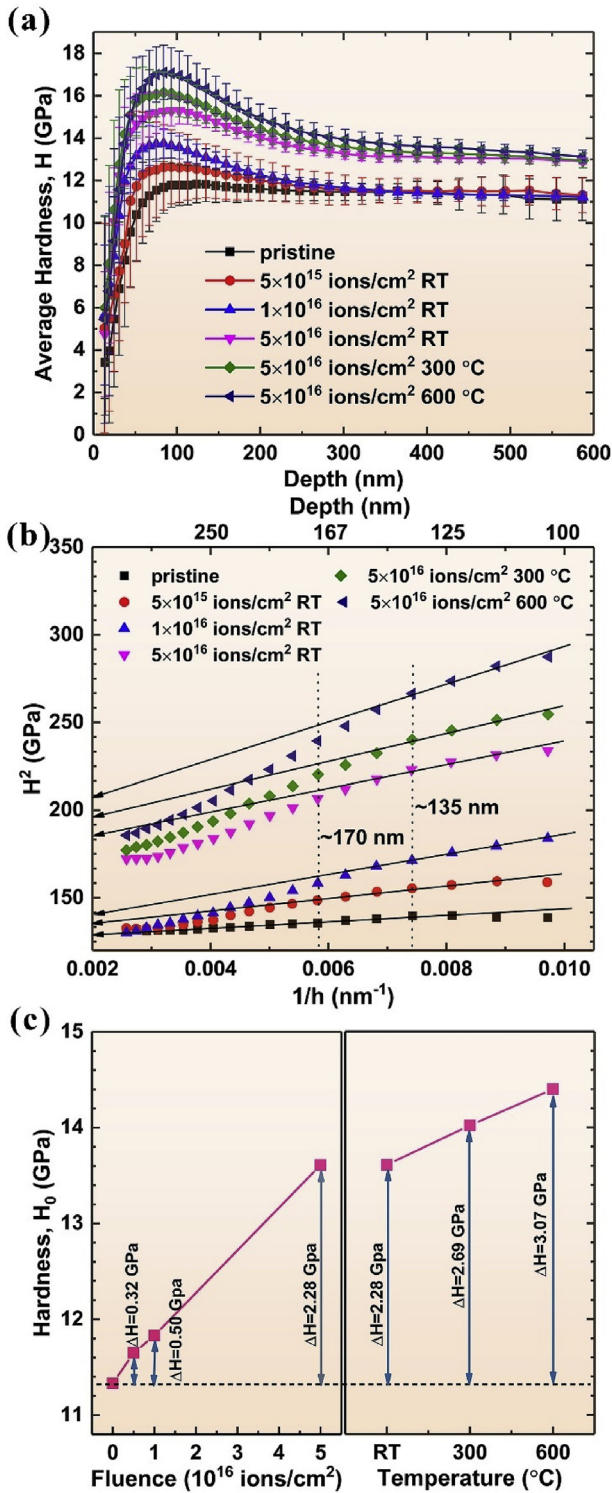 (a)
Average Hardness, H (GPa)
18
16
14
12
10
8
6
4
2
0
pristine
5×10¹⁵ ions/cm² RT
1×10¹⁶ ions/cm² RT
5×10¹⁶ ions/cm² RT
5×10¹⁶ ions/cm² 300 °C
5×10¹⁶ ions/cm² 600 °C
0 100 200 300 400 500 600
Depth (nm)
Depth (nm)
(b)
250 167 125 100
H² (GPa)
350
300
250
200
150
pristine
5×10¹⁵ ions/cm² RT
1×10¹⁶ ions/cm² RT
5×10¹⁶ ions/cm² RT
5×10¹⁶ ions/cm² 300 °C
5×10¹⁶ ions/cm² 600 °C
~135 nm
~170 nm
0.002 0.004 0.006 0.008 0.010
1/h (nm⁻¹)
(c)
Hardness, H₀ (GPa)
15
14
13
12
11
ΔH=0.32 GPa
ΔH=0.50 Gpa
ΔH=2.28 Gpa
ΔH=2.28 Gpa
ΔH=2.69 GPa
ΔH=3.07 GPa
0 1 2 3 4 5 RT 300 600
Fluence (10¹⁶ ions/cm²) Temperature (°C)